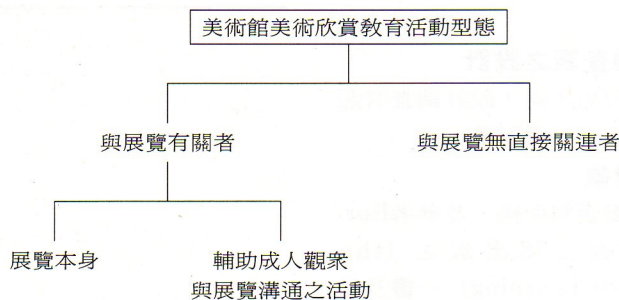 美術館美術欣賞教育活動型態
與展覽有關者
與展覽無直接關連者
展覽本身
輔助成人觀眾
與展覽溝通之活動